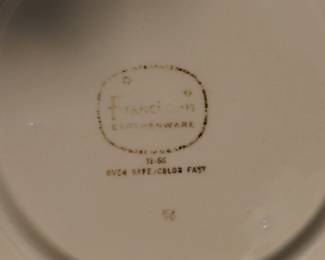 Franciscan
EARTHENWARE
OVEN SAFE/COLOR FAST